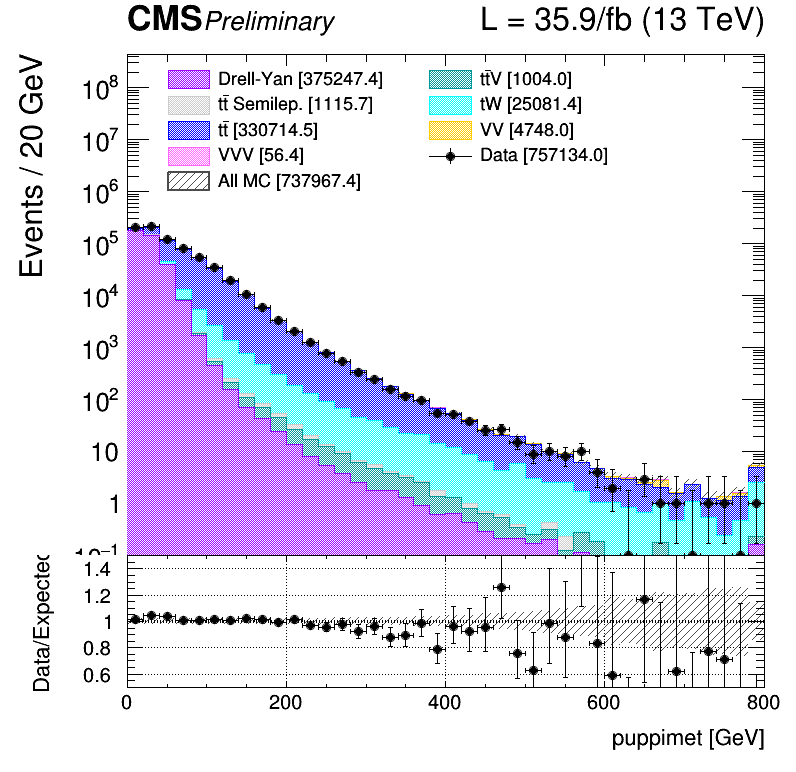 CMS Preliminary L = 35.9/fb (13 TeV)
Events / 20 GeV
10⁸
10⁷
10⁶
10⁵
10⁴
10³
10²
10
1
10⁻¹
Drell-Yan [375247.4]
tt̄ Semilep. [1115.7]
tt̄ [330714.5]
VVV [56.4]
All MC [737967.4]
tt̄V [1004.0]
tW [25081.4]
VV [4748.0]
Data [757134.0]
Data/Expected
1.4
1.2
1
0.8
0.6
0 200 400 600 800
puppimet [GeV]